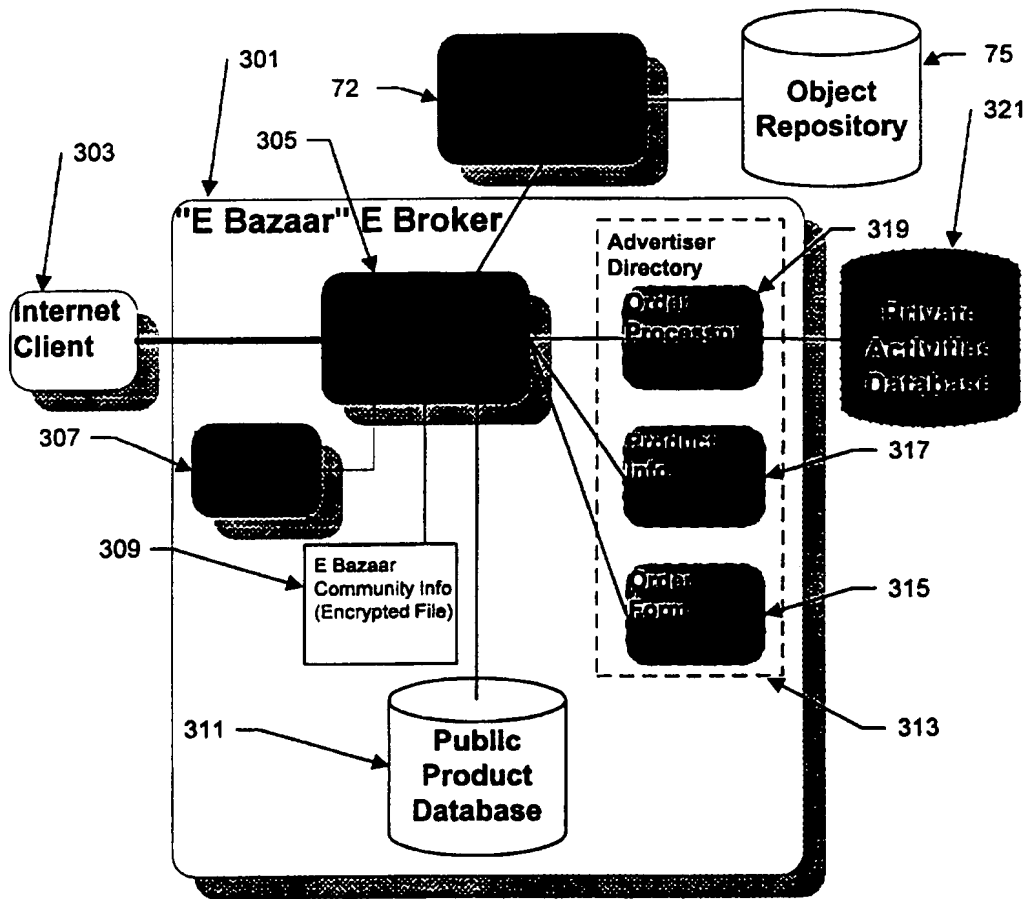 301
72
75
Object
Repository
321
305
303
"E Bazaar" E Broker
319
Advertiser
Directory
Order
Processor
Internet
Client
Private
Activities
Database
307
Product
Info
317
309
E Bazaar
Community Info
(Encrypted File)
Order
Form
315
311
Public
Product
Database
313